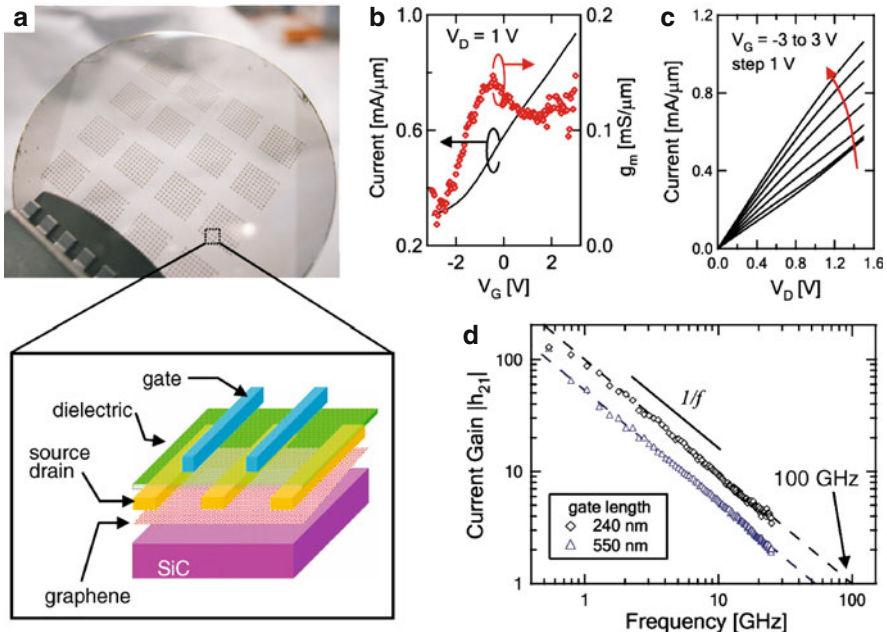 a
gate
dielectric
source
drain
graphene
SiC
b
V_D = 1 V
Current [mA/μm]
1.0
0.8
0.6
0.4
0.2
0.2
0.1
0.0
g_m [mS/μm]
-2
0
2
V_G [V]
c
V_G = -3 to 3 V
step 1 V
Current [mA/μm]
1.2
0.8
0.4
0.0
0.0
0.4
0.8
1.2
1.6
V_D [V]
d
Current Gain |h_21|
100
10
1
1/f
100 GHz
gate length
240 nm
550 nm
1
10
100
Frequency [GHz]